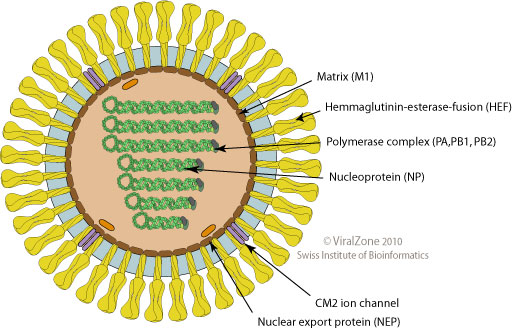 Matrix (M1)
Hemmaglutinin-esterase-fusion (HEF)
Polymerase complex (PA,PB1, PB2)
Nucleoprotein (NP)
© ViralZone 2010
Swiss Institute of Bioinformatics
CM2 ion channel
Nuclear export protein (NEP)